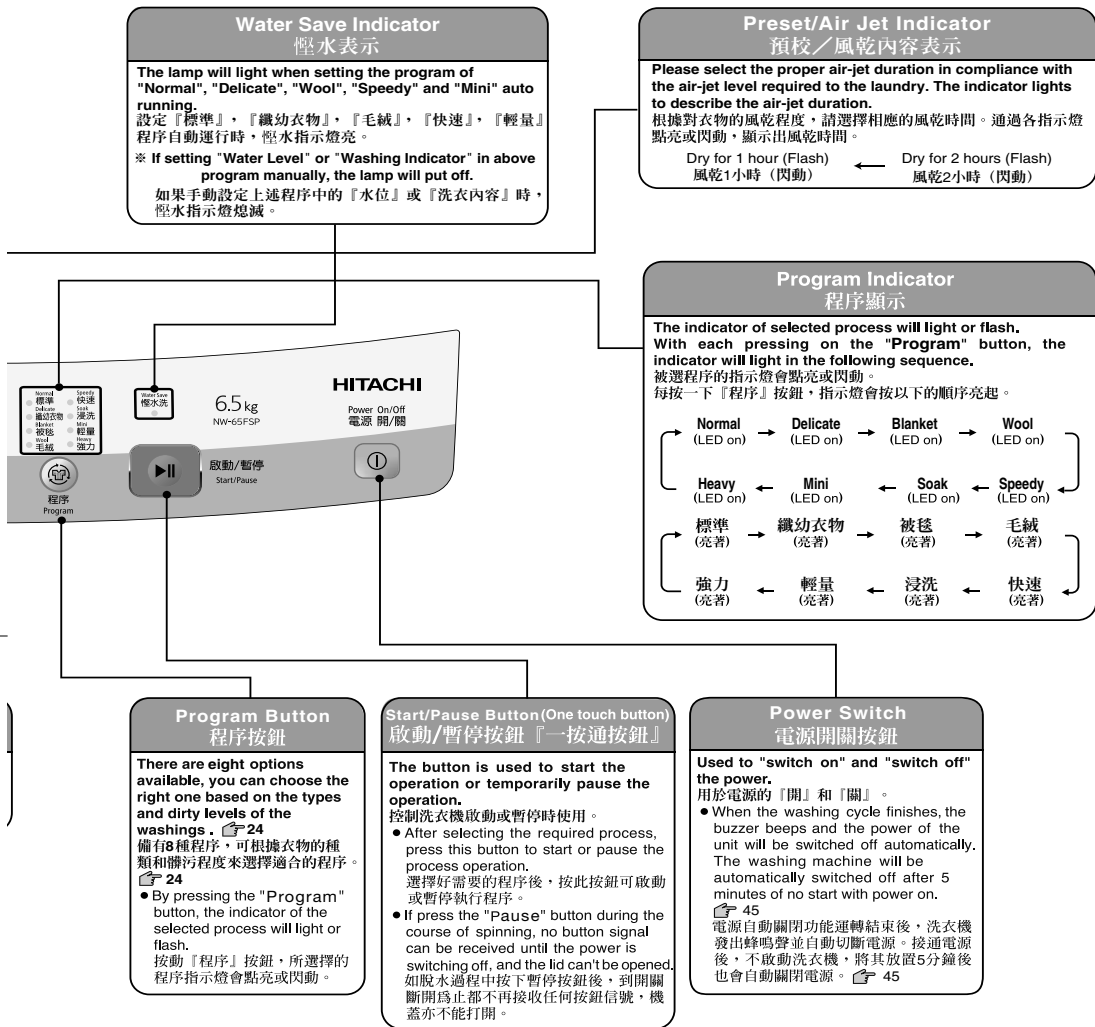 Water Save Indicator
慳水表示
The lamp will light when setting the program of
"Normal", "Delicate", "Wool", "Speedy" and "Mini" auto
running.
設定『標準』，『纖幼衣物』，『毛絨』，『快速』，『輕量』
程序自動運行時，慳水指示燈亮。
※ If setting "Water Level" or "Washing Indicator" in above
program manually, the lamp will put off.
如果手動設定上述程序中的『水位』或『洗衣內容』時，
慳水指示燈熄滅。
Preset/Air Jet Indicator
預校／風乾內容表示
Please select the proper air-jet duration in compliance with
the air-jet level required to the laundry. The indicator lights
to describe the air-jet duration.
根據對衣物的風乾程度，請選擇相應的風乾時間。通過各指示燈
點亮或閃動，顯示出風乾時間。
Dry for 1 hour (Flash) ← Dry for 2 hours (Flash)
風乾1小時（閃動） 風乾2小時（閃動）
Program Indicator
程序顯示
The indicator of selected process will light or flash.
With each pressing on the "Program" button, the
indicator will light in the following sequence.
被選程序的指示燈會點亮或閃動。
每按一下『程序』按鈕，指示燈會按以下的順序亮起。
Normal → Delicate → Blanket → Wool
(LED on) (LED on) (LED on) (LED on)
Heavy ← Mini ← Soak ← Speedy
(LED on) (LED on) (LED on) (LED on)
標準 → 纖幼衣物 → 被毯 → 毛絨
(亮著) (亮著) (亮著) (亮著)
強力 ← 輕量 ← 浸洗 ← 快速
(亮著) (亮著) (亮著) (亮著)
Normal Speedy
標準 快速
Delicate Soak
纖幼衣物 浸洗
Blanket Mini
被毯 輕量
Wool Heavy
毛絨 強力
Water Save
慳水洗
6.5 kg
NW-65FSP
HITACHI
Power On/Off
電源 開/關
啟動/暫停
Start/Pause
程序
Program
Program Button
程序按鈕
There are eight options
available, you can choose the
right one based on the types
and dirty levels of the
washings . ☞ 24
備有8種程序，可根據衣物的種
類和髒污程度來選擇適合的程序。
☞ 24
● By pressing the "Program"
button, the indicator of the
selected process will light or
flash.
按動『程序』按鈕，所選擇的
程序指示燈會點亮或閃動。
Start/Pause Button (One touch button)
啟動/暫停按鈕『一按通按鈕』
The button is used to start the
operation or temporarily pause the
operation.
控制洗衣機啟動或暫停時使用。
● After selecting the required process,
press this button to start or pause the
process operation.
選擇好需要的程序後，按此按鈕可啟動
或暫停執行程序。
● If press the "Pause" button during the
course of spinning, no button signal
can be received until the power is
switching off, and the lid can't be opened.
如脫水過程中按下暫停按鈕後，到開關
斷開爲止都不再接收任何按鈕信號，機
蓋亦不能打開。
Power Switch
電源開關按鈕
Used to "switch on" and "switch off"
the power.
用於電源的『開』和『關』。
● When the washing cycle finishes, the
buzzer beeps and the power of the
unit will be switched off automatically.
The washing machine will be
automatically switched off after 5
minutes of no start with power on.
☞ 45
電源自動關閉功能運轉結束後，洗衣機
發出蜂鳴聲並自動切斷電源。接通電源
後，不啟動洗衣機，將其放置5分鐘後
也會自動關閉電源。 ☞ 45